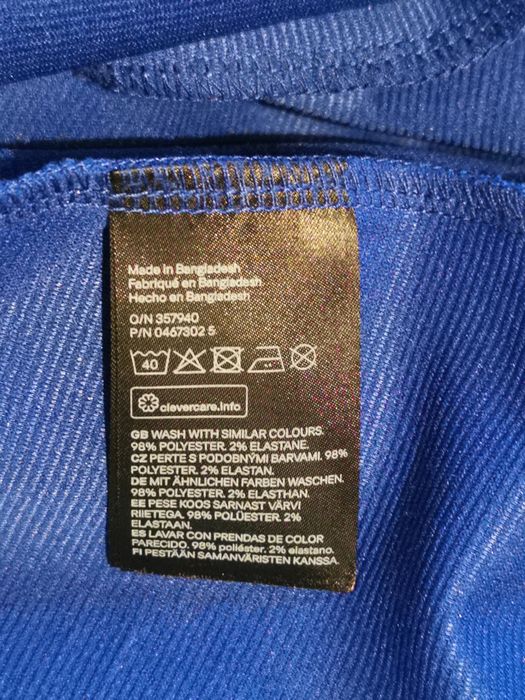 Made in Bangladesh
Fabriqué en Bangladesh
Hecho en Bangladesh
O/N 357940
P/N 0467302 5
40
clevercare.info
GB WASH WITH SIMILAR COLOURS.
98% POLYESTER. 2% ELASTANE.
CZ PERTE S PODOBNÝMI BARVAMI. 98%
POLYESTER. 2% ELASTAN.
DE MIT ÄHNLICHEN FARBEN WASCHEN.
98% POLYESTER. 2% ELASTHAN.
EE PESE KOOS SARNAST VÄRVI
RIIETEGA. 98% POLÜESTER. 2%
ELASTAAN.
ES LAVAR CON PRENDAS DE COLOR
PARECIDO. 98% poliéster. 2% elastano.
FI PESTÄÄN SAMANVÄRISTEN KANSSA.